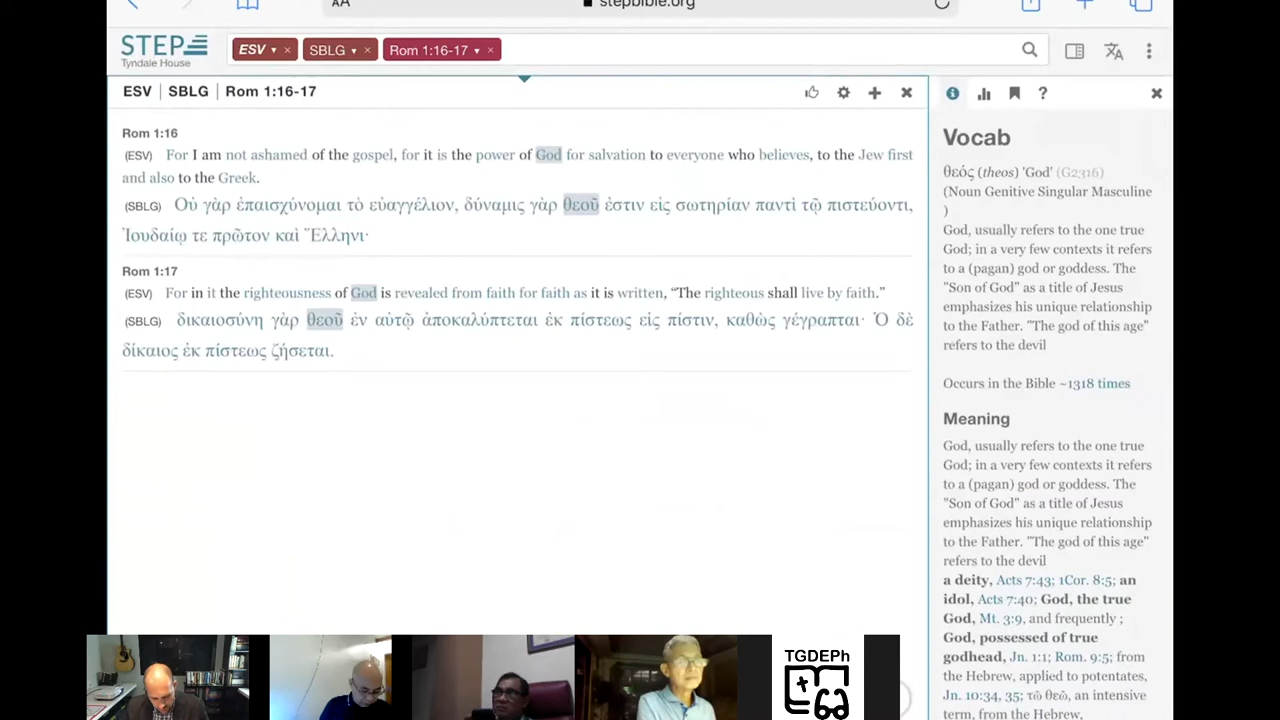 AA
stepbible.org
STEP
Tyndale House
ESV ▾ ×
SBLG ▾ ×
Rom 1:16-17 ▾ ×
ESV | SBLG | Rom 1:16-17
Rom 1:16
(ESV) For I am not ashamed of the gospel, for it is the power of God for salvation to everyone who believes, to the Jew first
and also to the Greek.
(SBLG) Οὐ γὰρ ἐπαισχύνομαι τὸ εὐαγγέλιον, δύναμις γὰρ θεοῦ ἐστιν εἰς σωτηρίαν παντὶ τῷ πιστεύοντι,
Ἰουδαίῳ τε πρῶτον καὶ Ἕλληνι·
Rom 1:17
(ESV) For in it the righteousness of God is revealed from faith for faith as it is written, “The righteous shall live by faith.”
(SBLG) δικαιοσύνη γὰρ θεοῦ ἐν αὐτῷ ἀποκαλύπτεται ἐκ πίστεως εἰς πίστιν, καθὼς γέγραπται· Ὁ δὲ
δίκαιος ἐκ πίστεως ζήσεται.
Vocab
θεός (theos) 'God' (G2316)
(Noun Genitive Singular Masculine
)
God, usually refers to the one true
God; in a very few contexts it refers
to a (pagan) god or goddess. The
"Son of God" as a title of Jesus
emphasizes his unique relationship
to the Father. "The god of this age"
refers to the devil
Occurs in the Bible ~1318 times
Meaning
God, usually refers to the one true
God; in a very few contexts it refers
to a (pagan) god or goddess. The
"Son of God" as a title of Jesus
emphasizes his unique relationship
to the Father. "The god of this age"
refers to the devil
a deity, Acts 7:43; 1Cor. 8:5; an
idol, Acts 7:40; God, the true
God, Mt. 3:9, and frequently ;
God, possessed of true
godhead, Jn. 1:1; Rom. 9:5; from
the Hebrew, applied to potentates,
Jn. 10:34, 35; τῷ θεῷ, an intensive
term, from the Hebrew,
TGDEPh